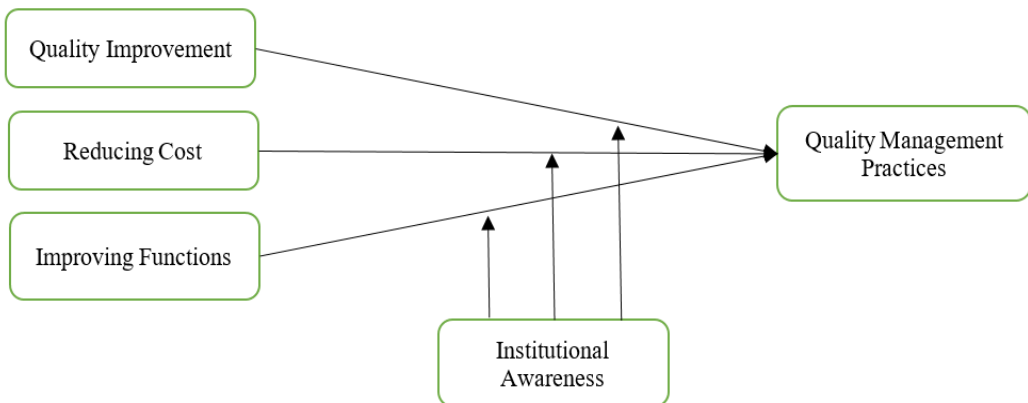 Quality Improvement
Reducing Cost
Improving Functions
Quality Management
Practices
Institutional
Awareness